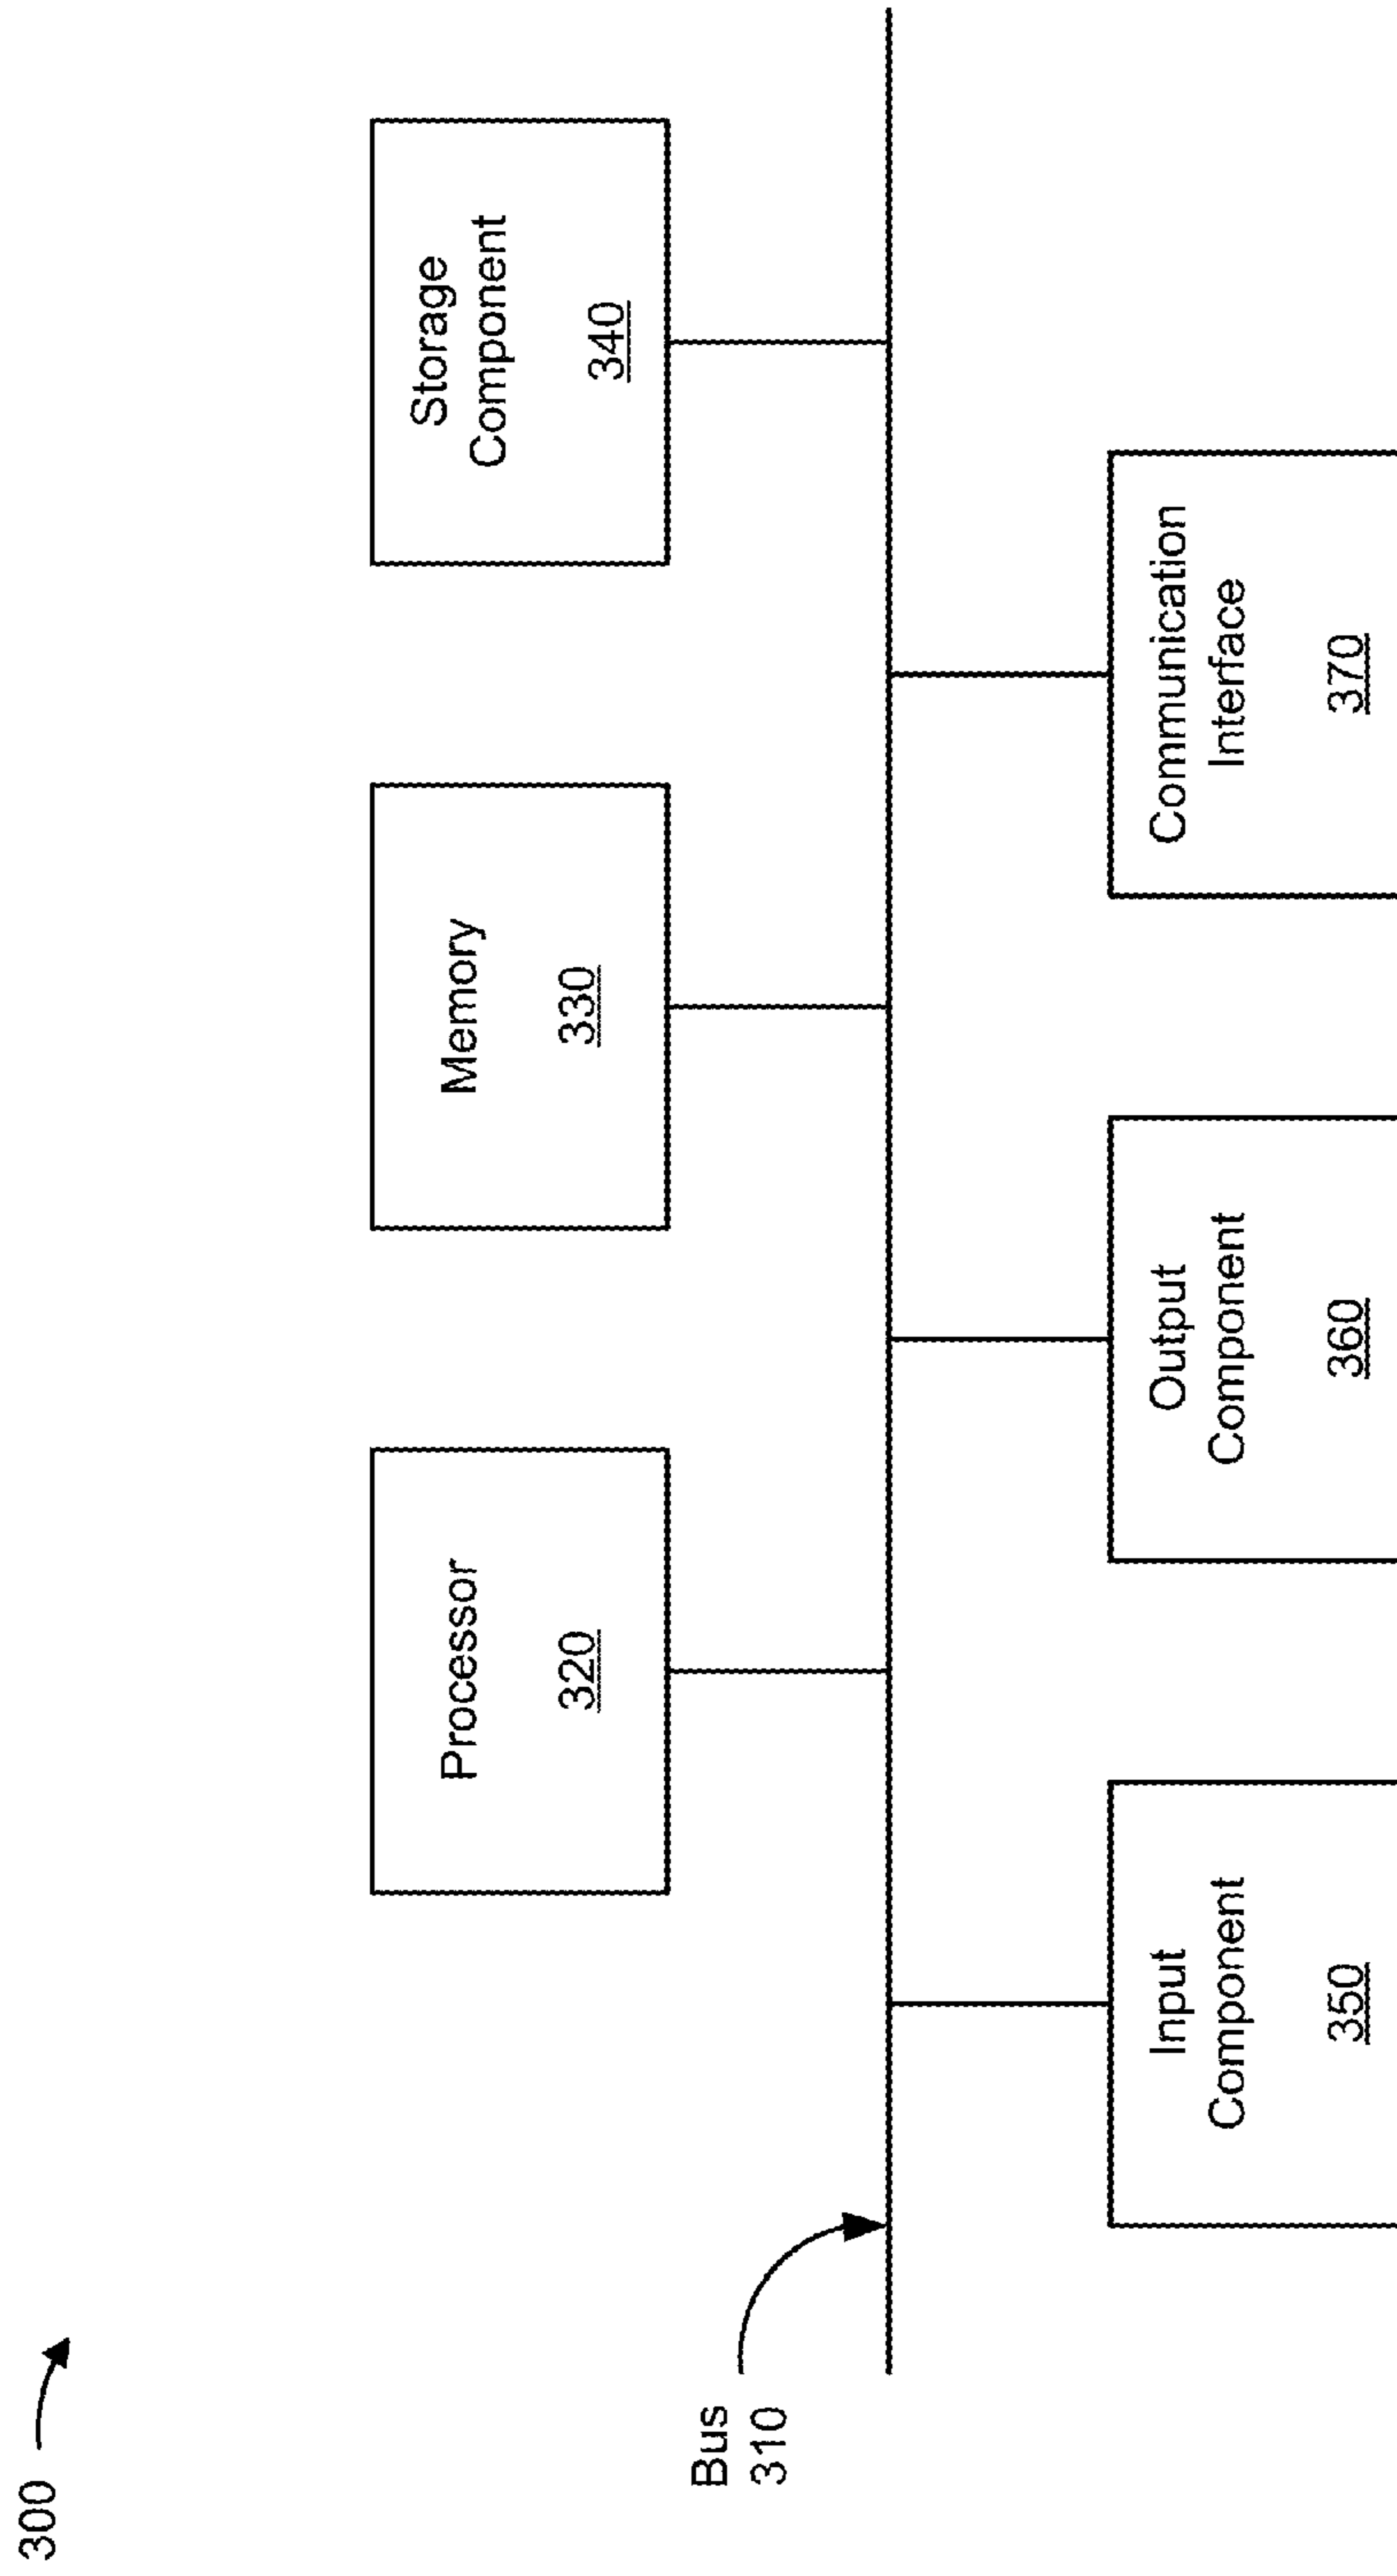 300
Processor
320
Memory
330
Storage
Component
340
Bus
310
Input
Component
350
Output
Component
360
Communication
Interface
370